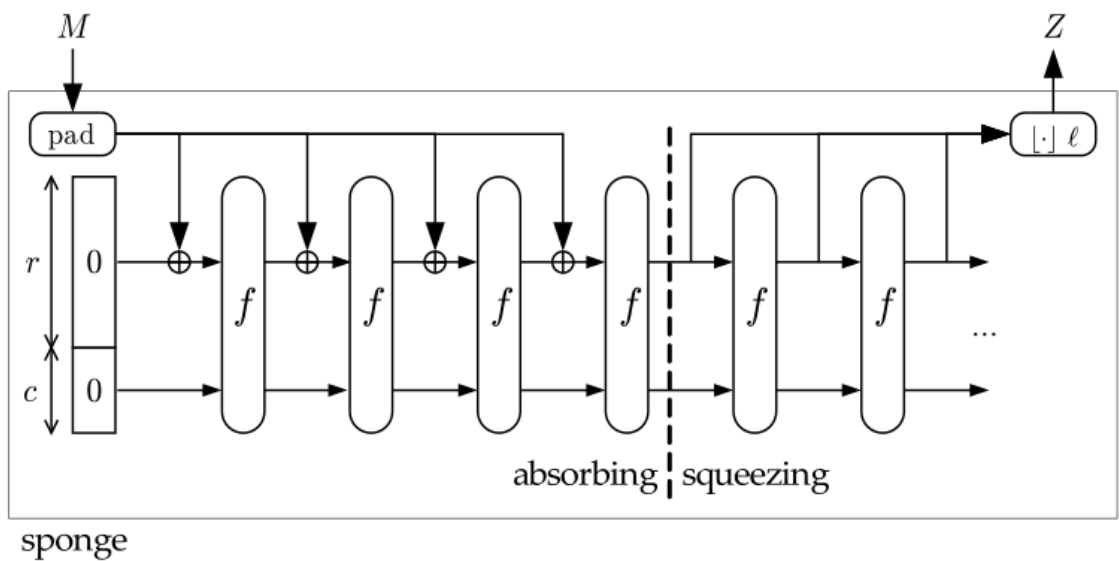 M
Z
pad
⌊·⌋ ℓ
r
0
⊕
⊕
⊕
⊕
f
f
f
f
f
f
...
c
0
absorbing
squeezing
sponge